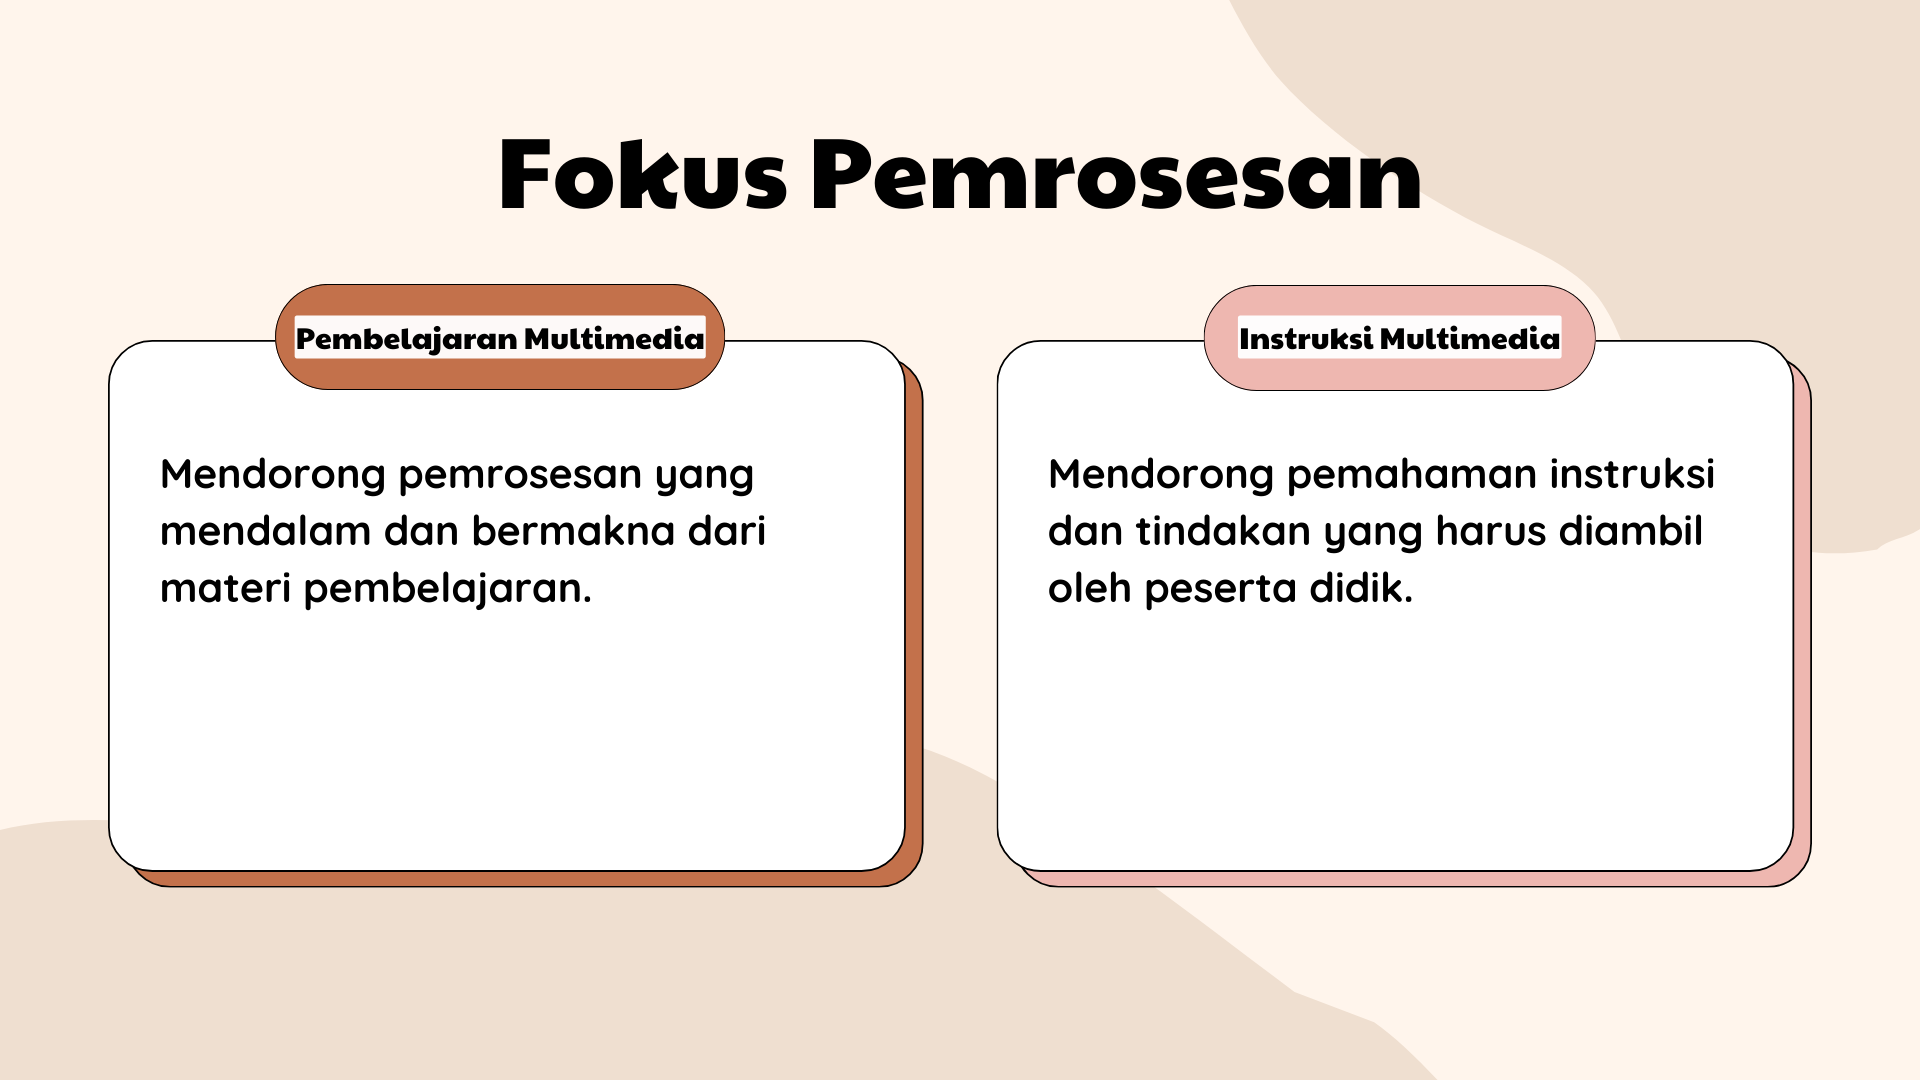 Fokus Pemrosesan
Pembelajaran Multimedia
Mendorong pemrosesan yang
mendalam dan bermakna dari
materi pembelajaran.
Instruksi Multimedia
Mendorong pemahaman instruksi
dan tindakan yang harus diambil
oleh peserta didik.